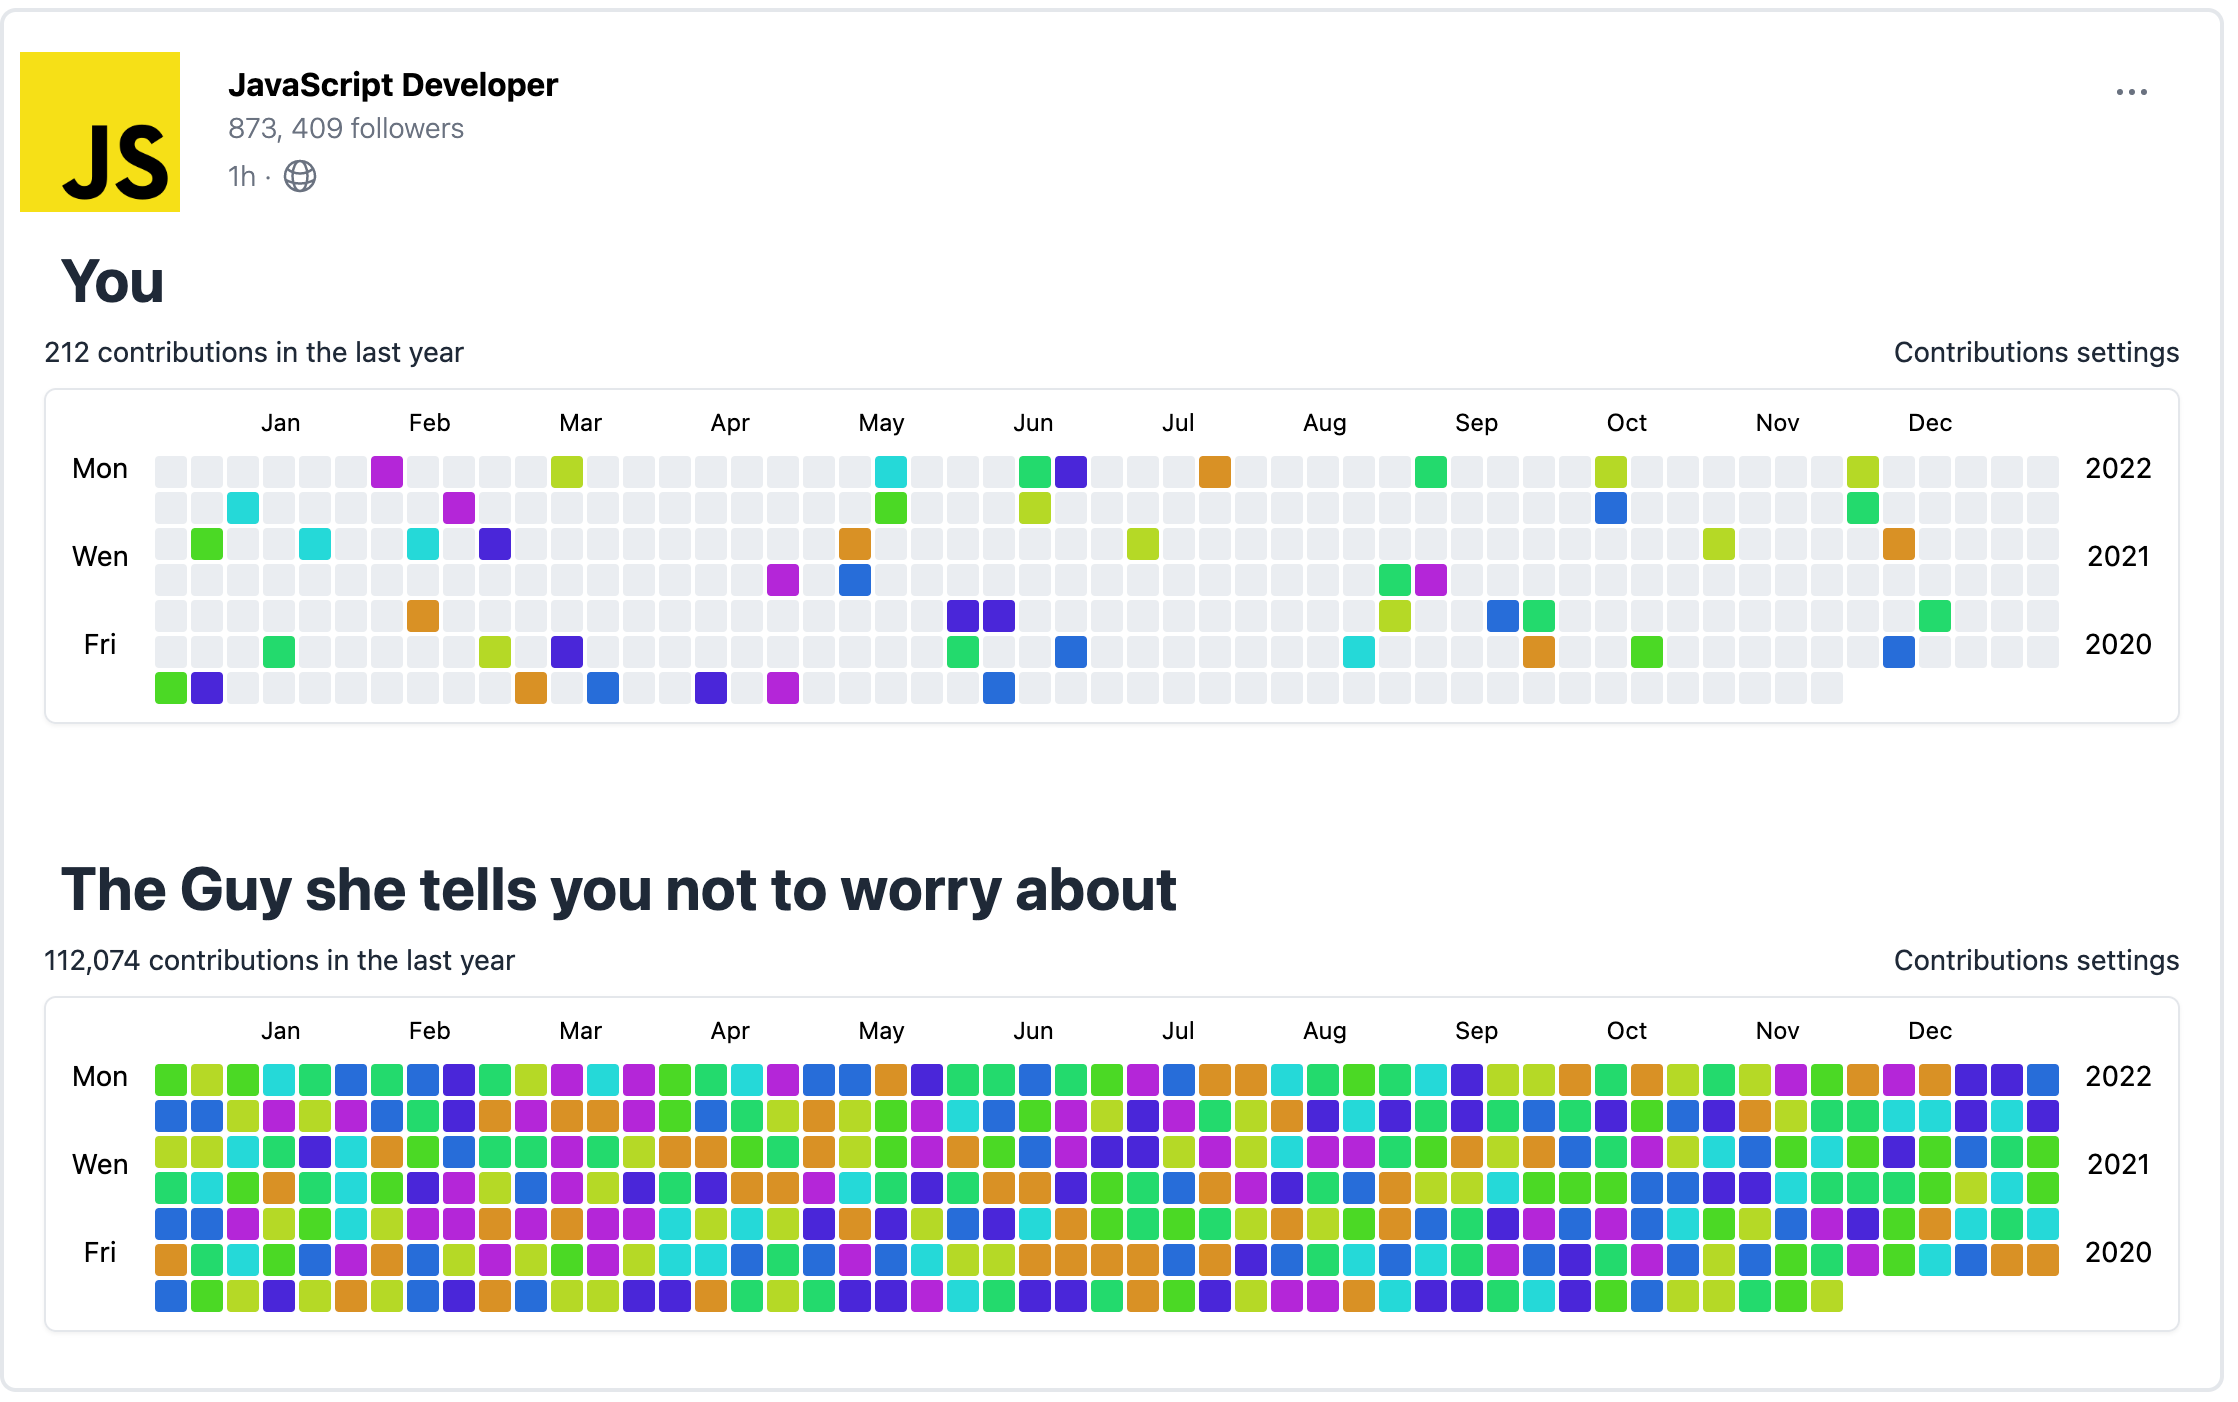 JS
JavaScript Developer
873, 409 followers
1h ·
You
212 contributions in the last year
Contributions settings
Jan Feb Mar Apr May Jun Jul Aug Sep Oct Nov Dec
Mon 2022
Wen 2021
Fri 2020
The Guy she tells you not to worry about
112,074 contributions in the last year
Contributions settings
Jan Feb Mar Apr May Jun Jul Aug Sep Oct Nov Dec
Mon 2022
Wen 2021
Fri 2020